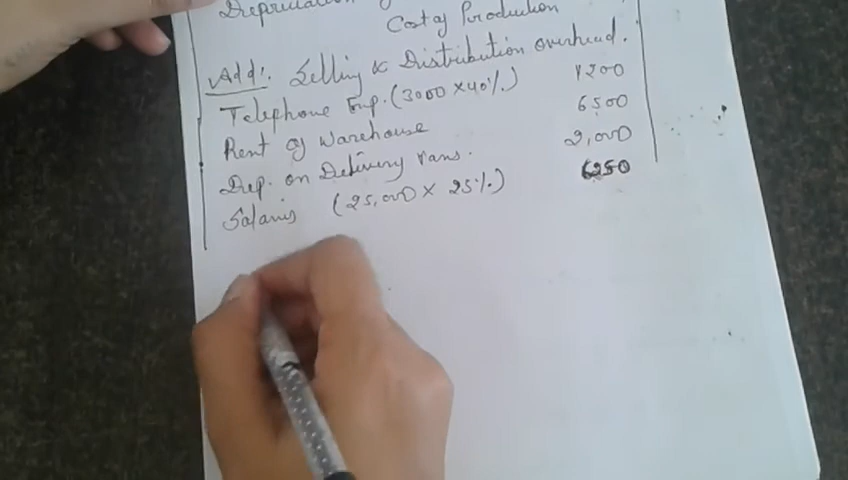 Depreciation
Cost of Production
Add:. Selling & Distribution overhead.
Telephone Exp. (3000 x 40%.) 1200
Rent of Warehouse 6500
Dep. on Delivery vans. 2,000
Salaries (25,000 x 25%.) 6250